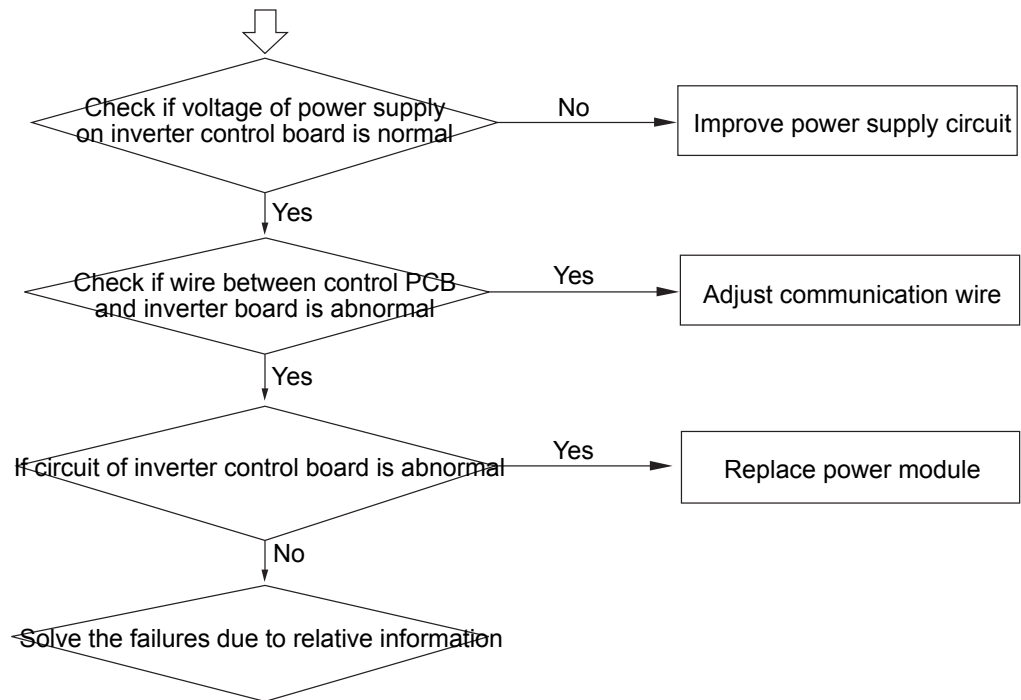 Check if voltage of power supply
on inverter control board is normal
No
Improve power supply circuit
Yes
Check if wire between control PCB
and inverter board is abnormal
Yes
Adjust communication wire
Yes
If circuit of inverter control board is abnormal
Yes
Replace power module
No
Solve the failures due to relative information